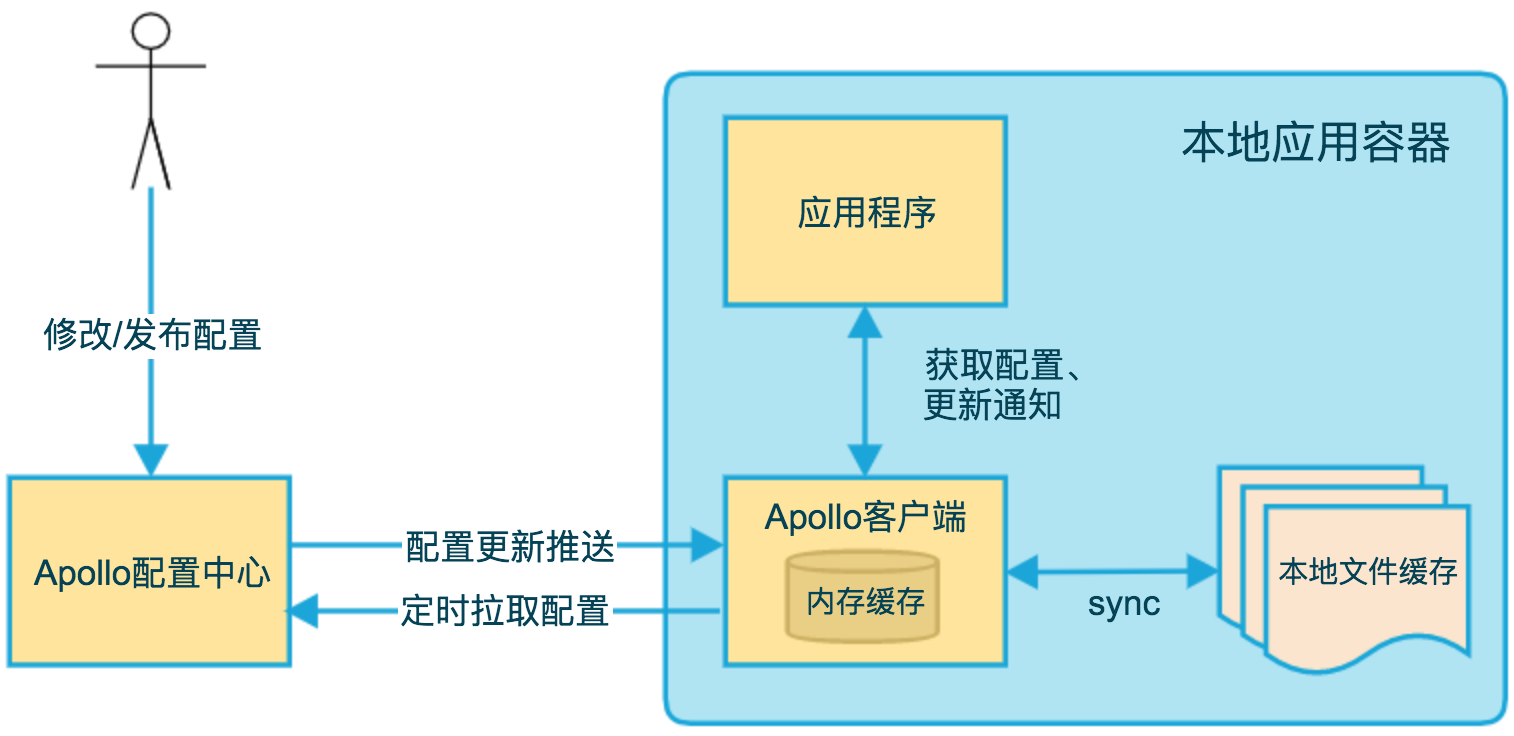 本地应用容器
应用程序
修改/发布配置
获取配置、
更新通知
Apollo配置中心
配置更新推送
定时拉取配置
Apollo客户端
内存缓存
sync
本地文件缓存